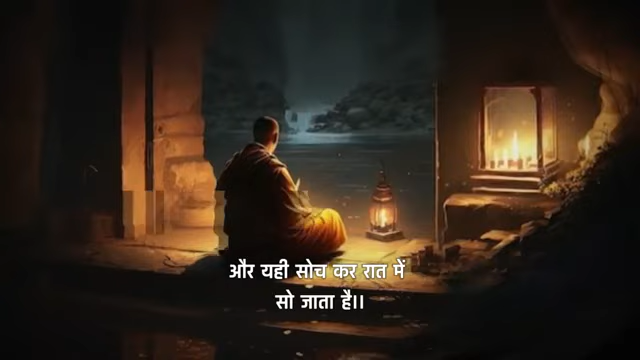 और यही सोच कर रात में
सो जाता है।।